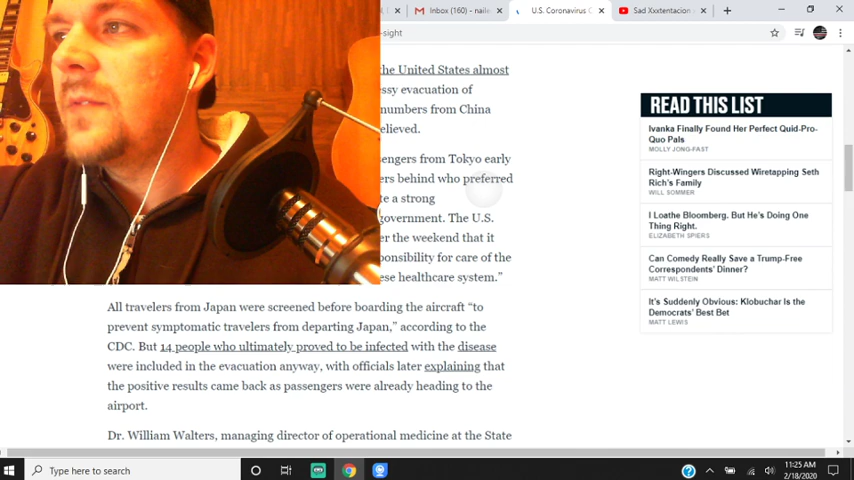 Inbox (160) - naile
U.S. Coronavirus C
Sad Xxxtentacion
-sight
the United States almost
essy evacuation of
numbers from China
elieved.
sengers from Tokyo early
ers behind who preferred
te a strong
government. The U.S.
er the weekend that it
ponsibility for care of the
ese healthcare system.”
All travelers from Japan were screened before boarding the aircraft “to
prevent symptomatic travelers from departing Japan,” according to the
CDC. But 14 people who ultimately proved to be infected with the disease
were included in the evacuation anyway, with officials later explaining that
the positive results came back as passengers were already heading to the
airport.
Dr. William Walters, managing director of operational medicine at the State
READ THIS LIST
Ivanka Finally Found Her Perfect Quid-Pro-
Quo Pals
MOLLY JONG-FAST
Right-Wingers Discussed Wiretapping Seth
Rich's Family
WILL SOMMER
I Loathe Bloomberg. But He's Doing One
Thing Right.
ELIZABETH SPIERS
Can Comedy Really Save a Trump-Free
Correspondents' Dinner?
MATT WILSTEIN
It's Suddenly Obvious: Klobuchar Is the
Democrats' Best Bet
MATT LEWIS
Type here to search
11:25 AM
2/18/2020